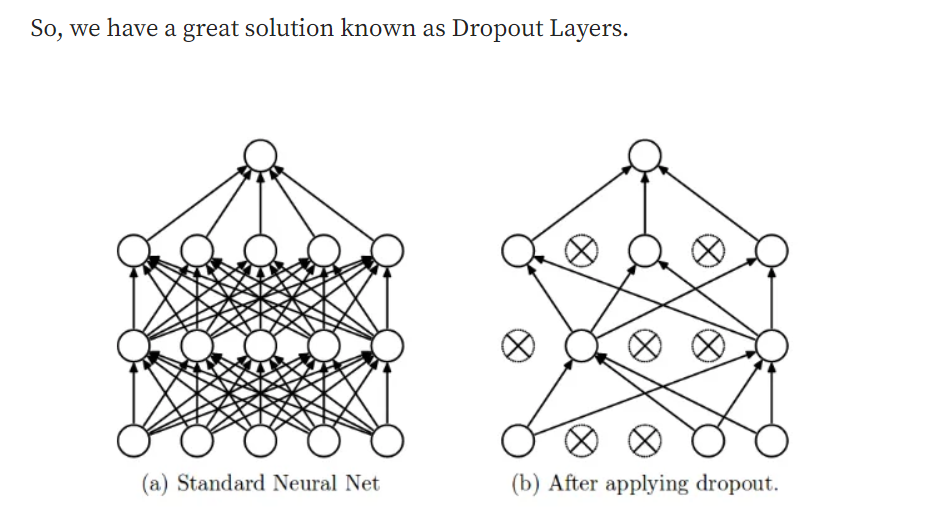 So, we have a great solution known as Dropout Layers.
(a) Standard Neural Net
(b) After applying dropout.